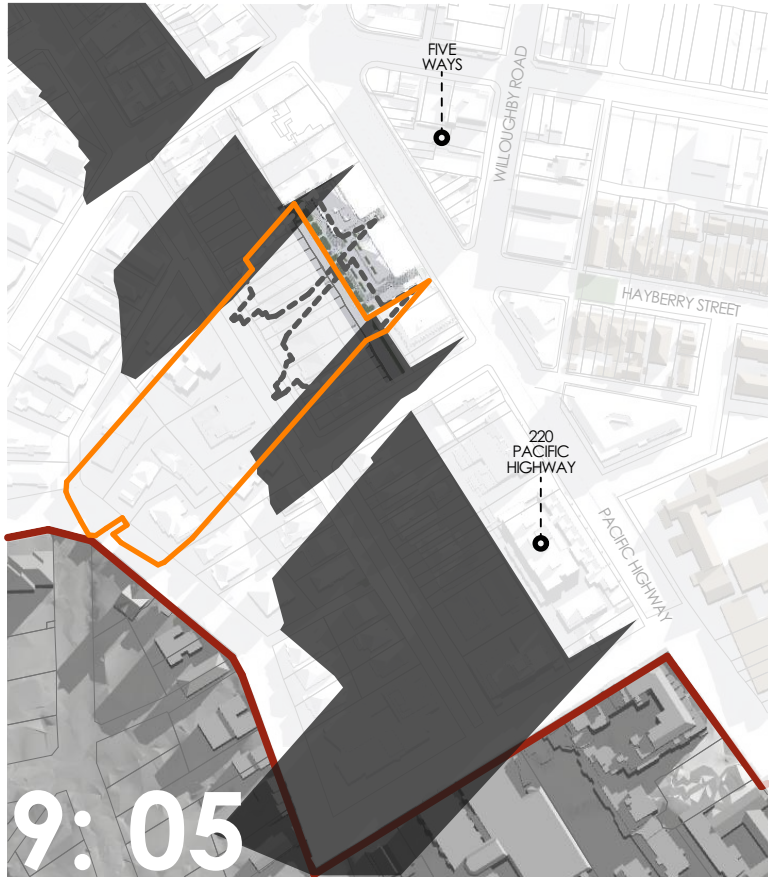 FIVE
WAYS
WILLOUGHBY ROAD
HAYBERRY STREET
220
PACIFIC
HIGHWAY
PACIFIC HIGHWAY
9: 05